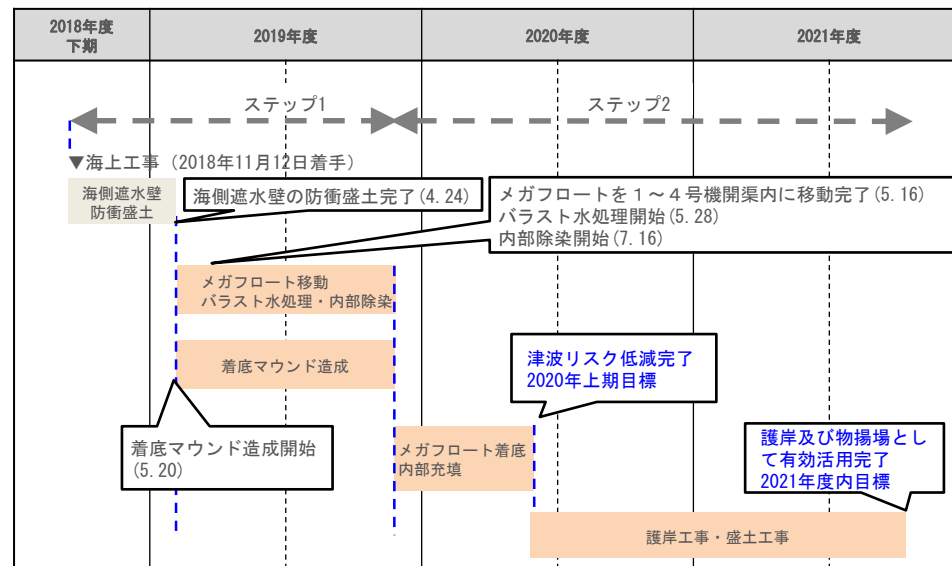 2018年度
下期
2019年度
2020年度
2021年度
ステップ1
ステップ2
▼海上工事（2018年11月12日着手）
海側遮水壁
防衝盛土
海側遮水壁の防衝盛土完了(4.24)
メガフロートを１～４号機開渠内に移動完了(5.16)
バラスト水処理開始(5.28)
内部除染開始(7.16)
メガフロート移動
バラスト水処理・内部除染
着底マウンド造成
津波リスク低減完了
2020年上期目標
着底マウンド造成開始
(5.20)
メガフロート着底
内部充填
護岸及び物揚場とし
て有効活用完了
2021年度内目標
護岸工事・盛土工事